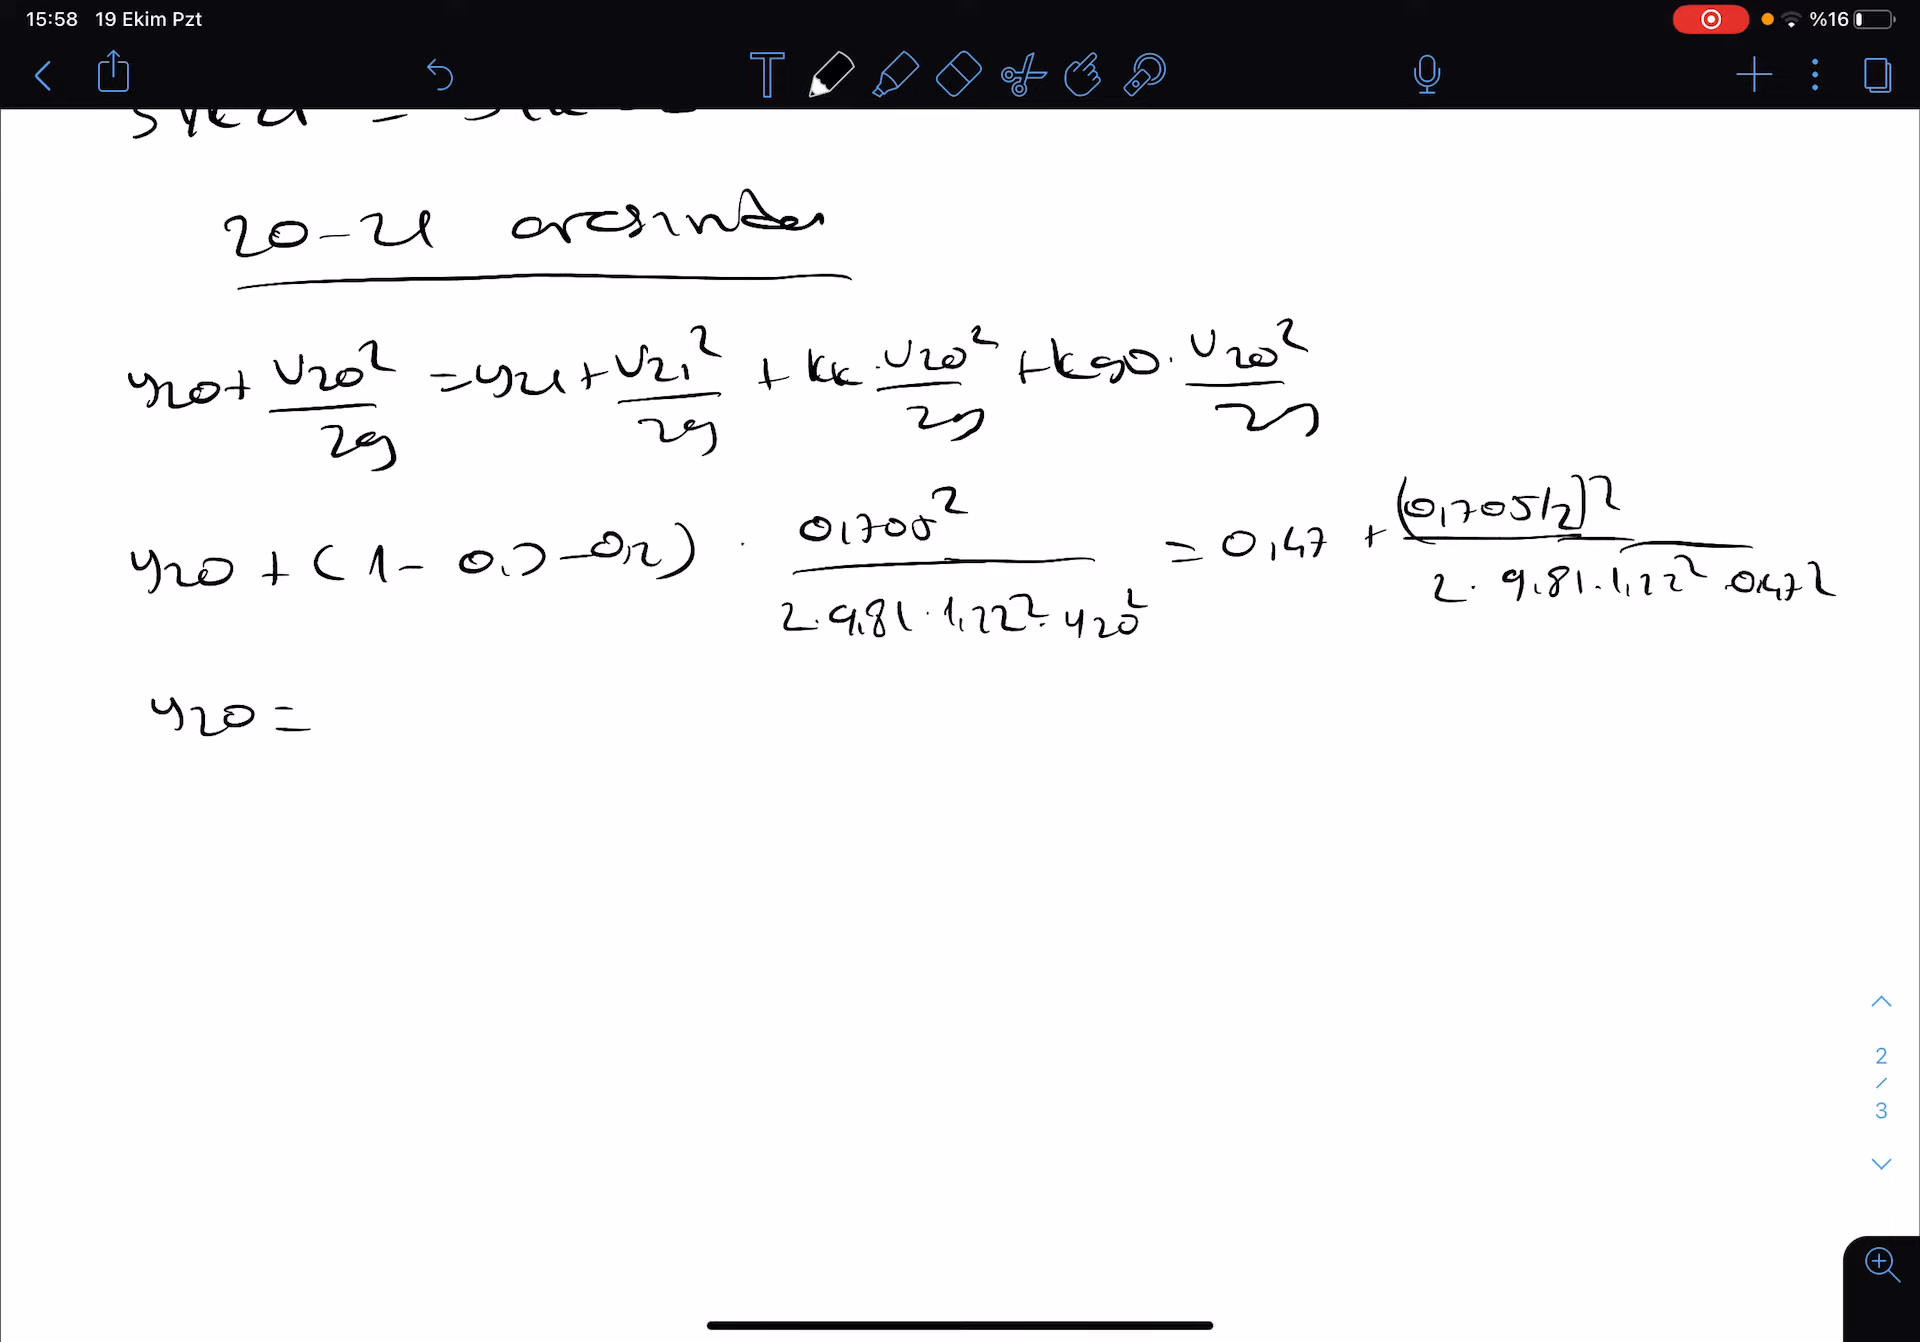 15:58 19 Ekim Pzt %16
20-21 arasında
y20 + V20²/2g = y21 + V21²/2g + kk · V20²/2g + k90 · V20²/2g
y20 + (1 - 0,2 - 0,2) · 0,705²/2·9,81·1,22²·y20² = 0,47 + (0,705/2)²/2·9,81·1,22² 0,47²
y20 =
2
/
3